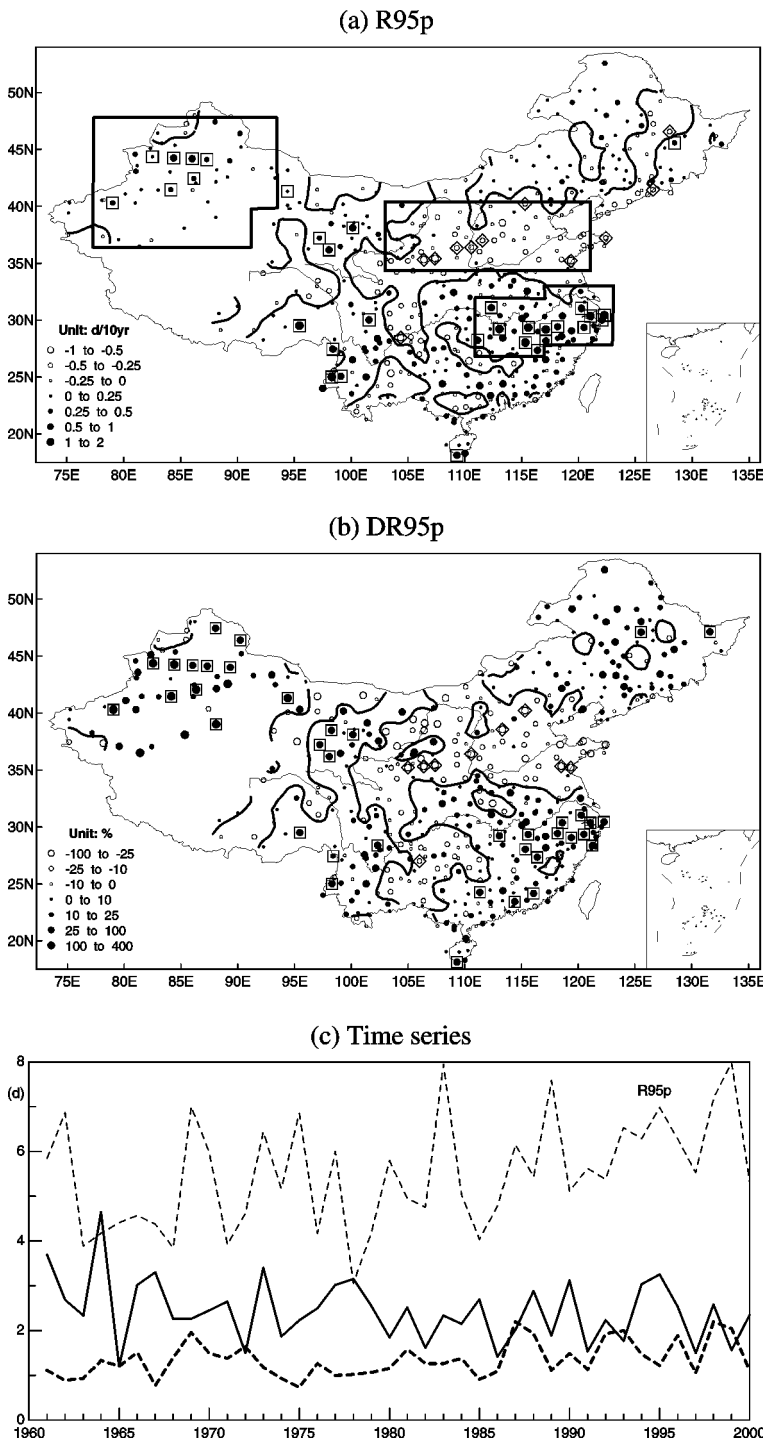 (a) R95p
50N
45N
40N
35N
30N
25N
20N
Unit: d/10yr
-1 to -0.5
-0.5 to -0.25
-0.25 to 0
0 to 0.25
0.25 to 0.5
0.5 to 1
1 to 2
75E 80E 85E 90E 95E 100E 105E 110E 115E 120E 125E 130E 135E
(b) DR95p
50N
45N
40N
35N
30N
25N
20N
Unit: %
-100 to -25
-25 to -10
-10 to 0
0 to 10
10 to 25
25 to 100
100 to 400
75E 80E 85E 90E 95E 100E 105E 110E 115E 120E 125E 130E 135E
(c) Time series
8
(d)
R95p
6
4
2
0
1960 1965 1970 1975 1980 1985 1990 1995 2000